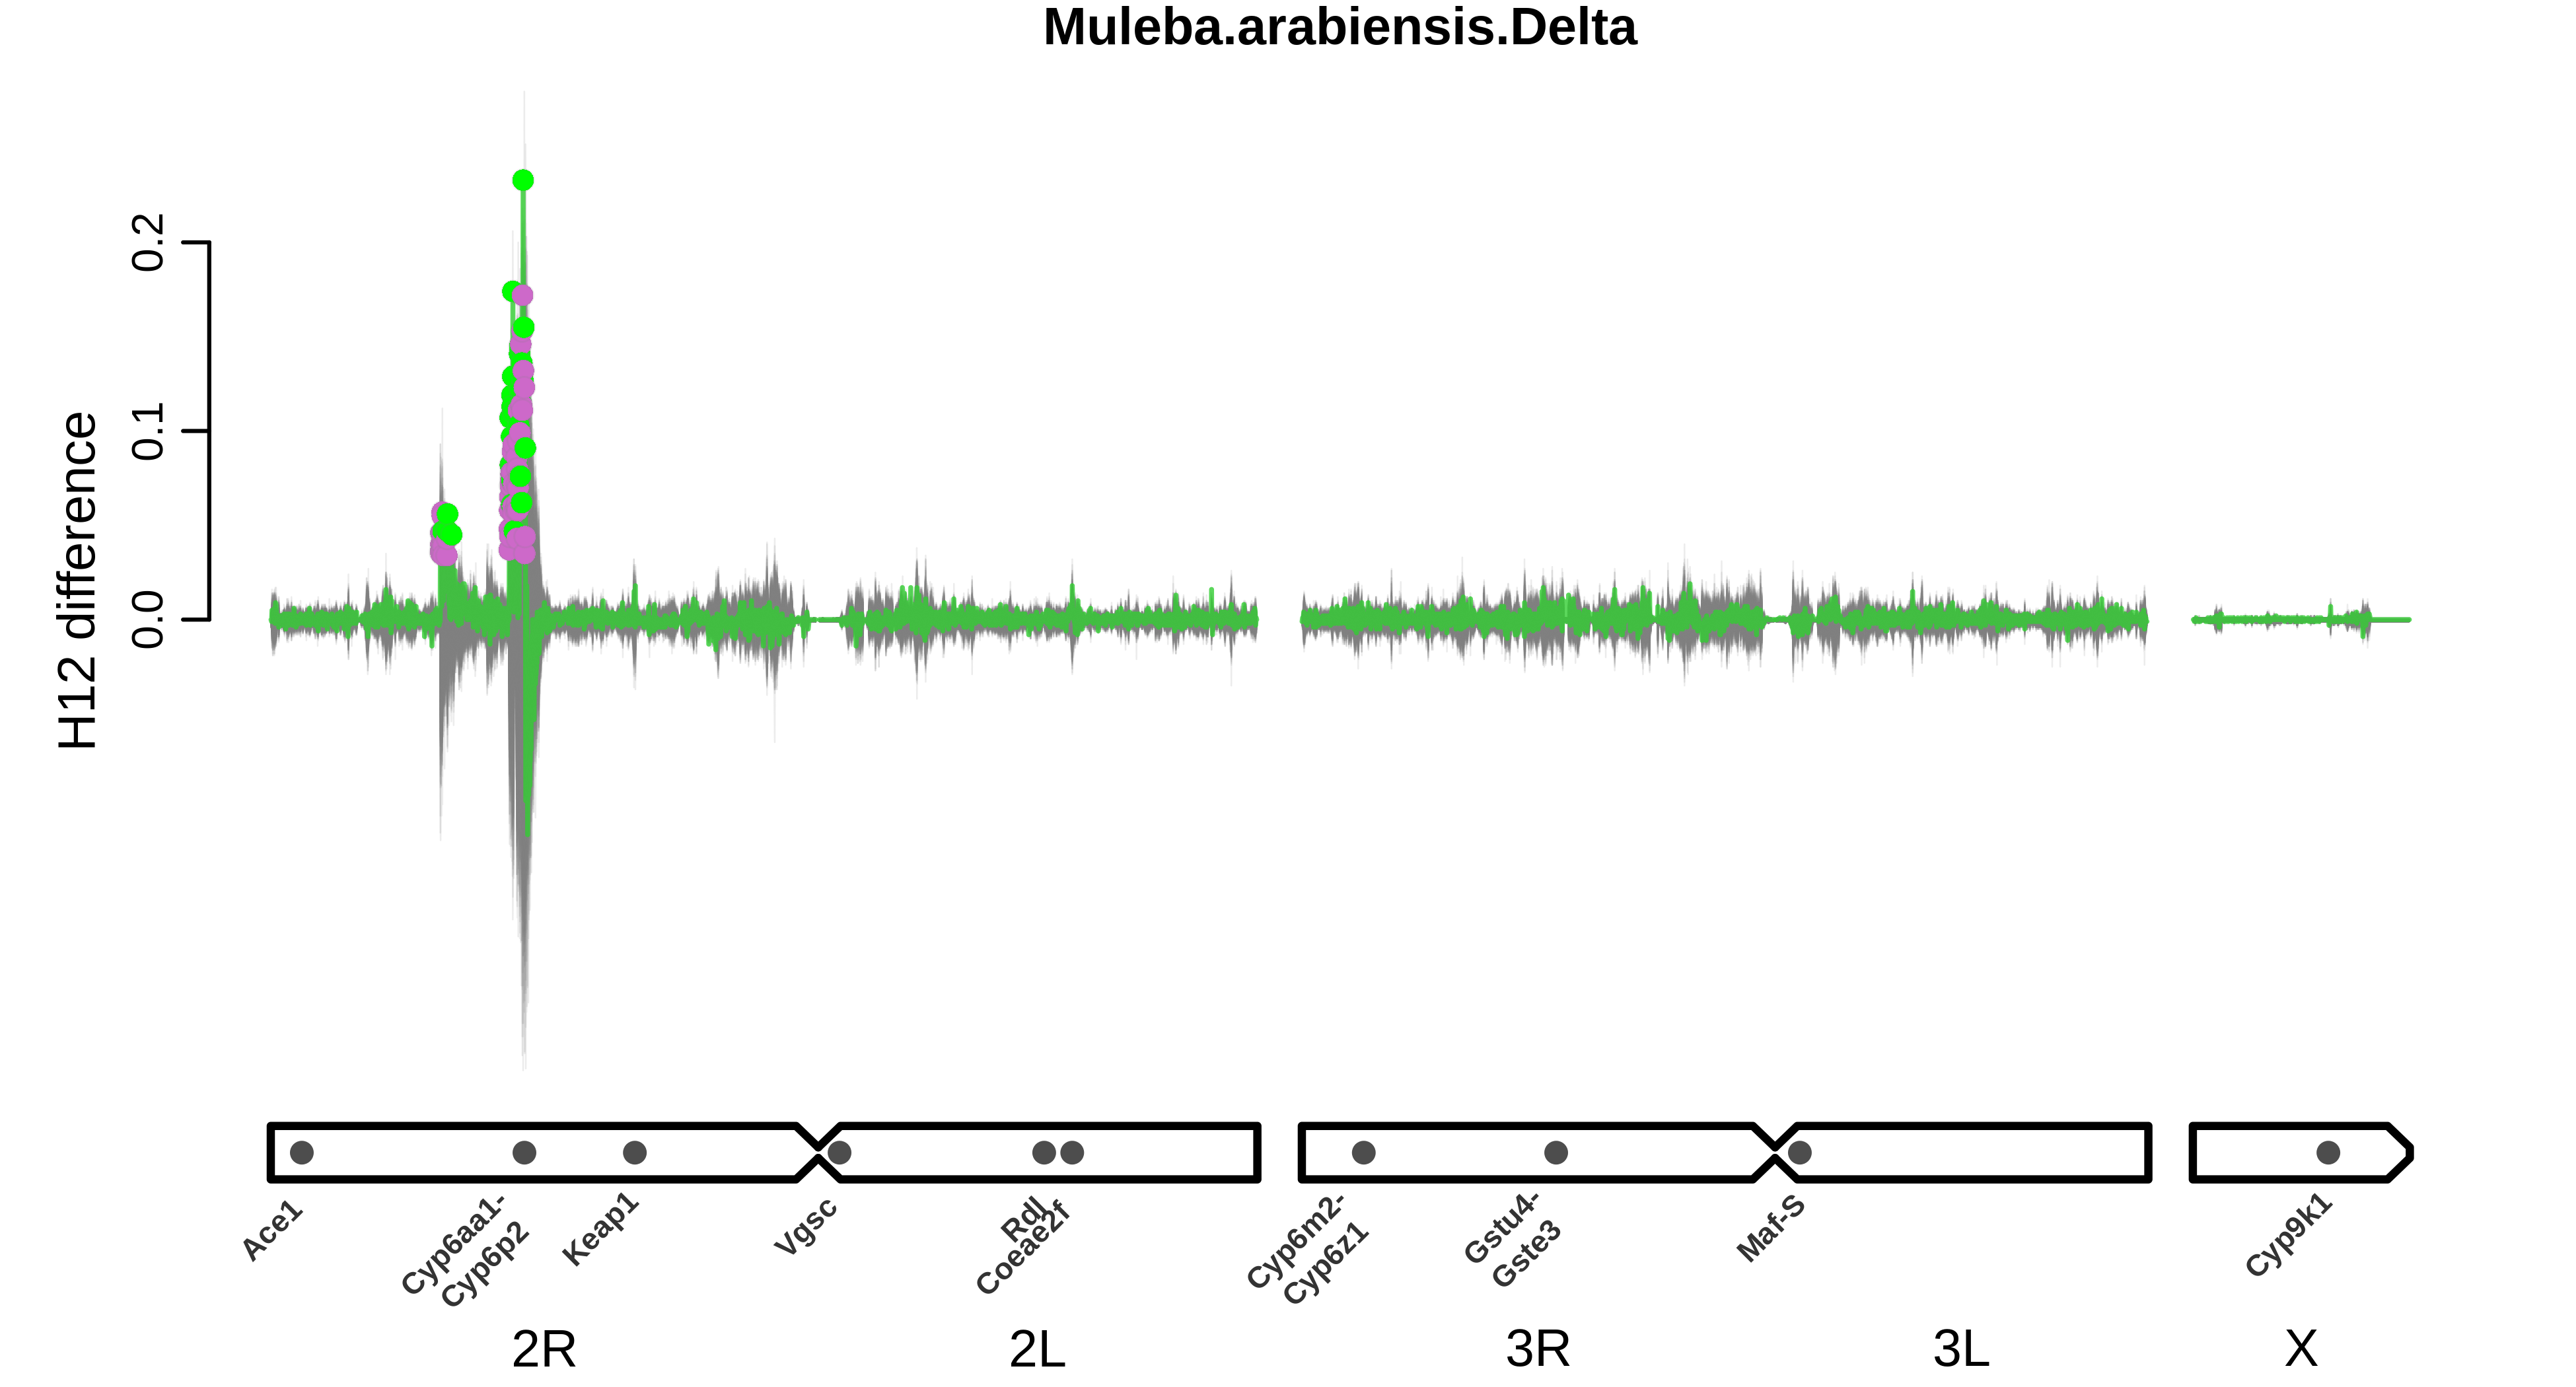 Muleba.arabiensis.Delta
H12 difference
0.2
0.1
0.0
Ace1
Cyp6aa1-
Cyp6p2
Keap1
Vgsc
Rdl
Coeae2f
Cyp6m2-
Cyp6z1
Gstu4-
Gste3
Maf-S
Cyp9k1
2R
2L
3R
3L
X